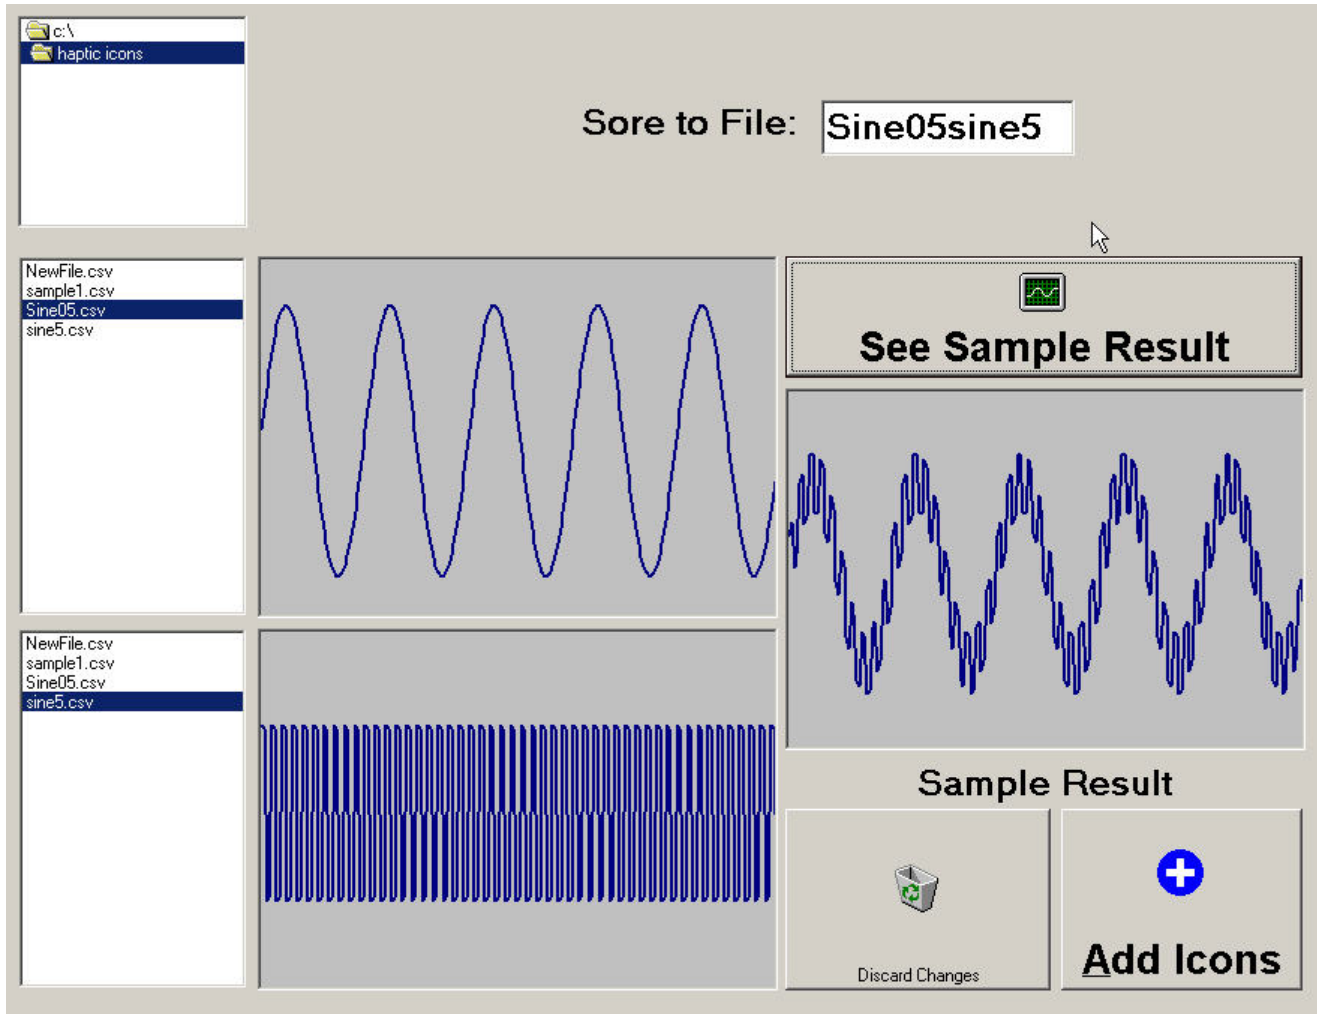 c:\
haptic icons
Sore to File:
Sine05sine5
NewFile.csv
sample1.csv
Sine05.csv
sine5.csv
See Sample Result
NewFile.csv
sample1.csv
Sine05.csv
sine5.csv
Sample Result
Discard Changes
Add Icons